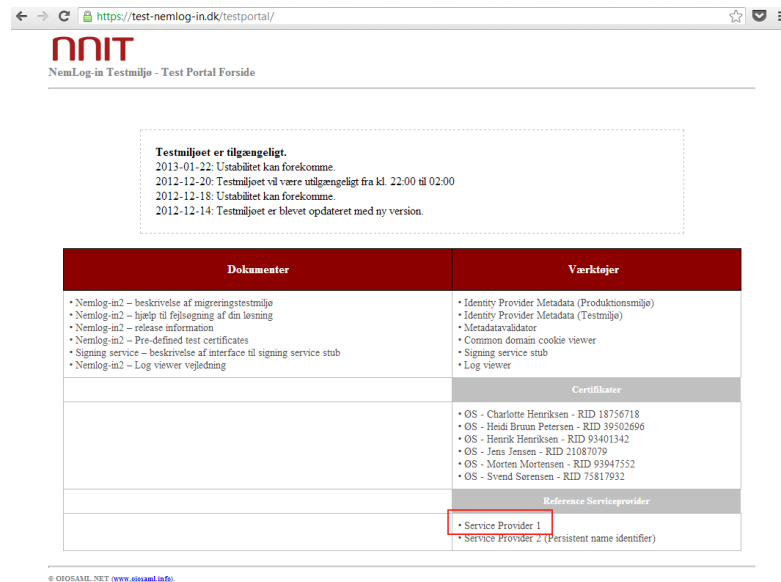 https://test-nemlog-in.dk/testportal/
nnit
NemLog-in Testmiljø - Test Portal Forside
Testmiljøet er tilgængeligt.
2013-01-22: Ustabilitet kan forekomme.
2012-12-20: Testmiljøet vil være utilgængeligt fra kl. 22:00 til 02:00
2012-12-18: Ustabilitet kan forekomme.
2012-12-14: Testmiljøet er blevet opdateret med ny version.
Dokumenter
• Nemlog-in2 – beskrivelse af migreringstestmiljø
• Nemlog-in2 – hjælp til fejlsøgning af din løsning
• Nemlog-in2 – release information
• Nemlog-in2 – Pre-defined test certificates
• Signing service – beskrivelse af interface til signing service stub
• Nemlog-in2 – Log viewer vejledning
Værktøjer
• Identity Provider Metadata (Produktionsmiljø)
• Identity Provider Metadata (Testmiljø)
• Metadatavalidator
• Common domain cookie viewer
• Signing service stub
• Log viewer
Certifikater
• ØS - Charlotte Henriksen - RID 18756718
• ØS - Heidi Bruun Petersen - RID 39502696
• ØS - Henrik Henriksen - RID 93401342
• ØS - Jens Jensen - RID 21087079
• ØS - Morten Mortensen - RID 93947552
• ØS - Svend Sørensen - RID 75817932
Reference Serviceprovider
• Service Provider 1
• Service Provider 2 (Persistent name identifier)
© OIOSAML.NET (www.oiosaml.info).